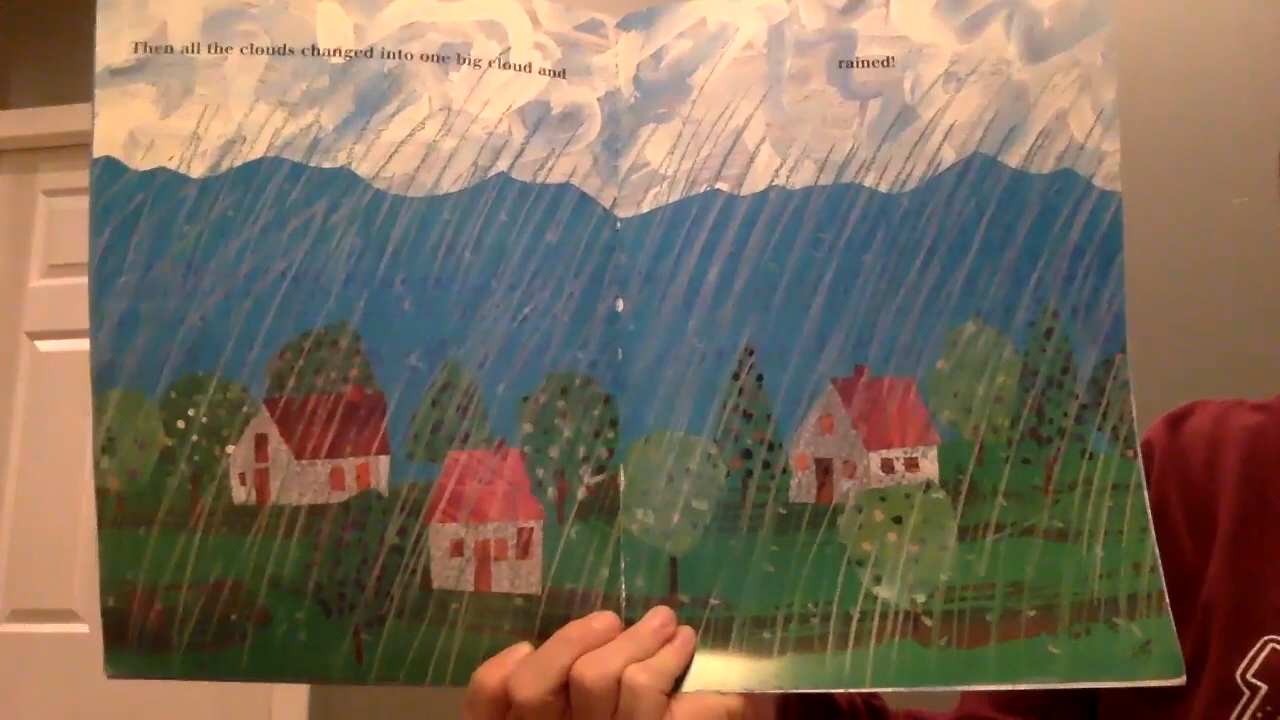 Then all the clouds changed into one big cloud and
rained!